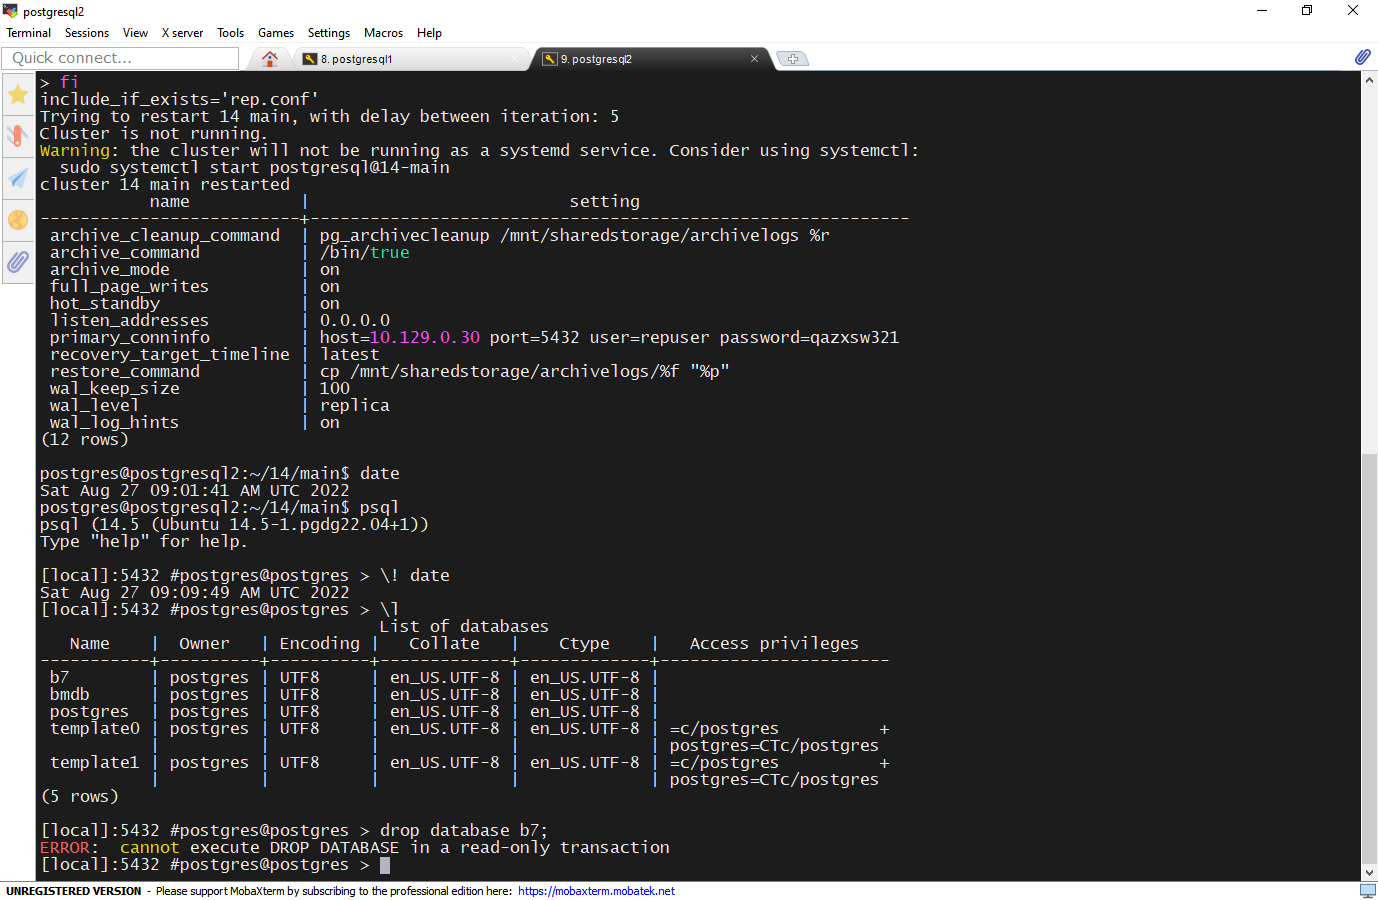 postgresql2
Terminal Sessions View X server Tools Games Settings Macros Help
Quick connect... 8. postgresql1 9. postgresql2
> fi
include_if_exists='rep.conf'
Trying to restart 14 main, with delay between iteration: 5
Cluster is not running.
Warning: the cluster will not be running as a systemd service. Consider using systemctl:
  sudo systemctl start postgresql@14-main
cluster 14 main restarted
           name           |                          setting
--------------------------+------------------------------------------------------------
 archive_cleanup_command  | pg_archivecleanup /mnt/sharedstorage/archivelogs %r
 archive_command          | /bin/true
 archive_mode             | on
 full_page_writes         | on
 hot_standby              | on
 listen_addresses         | 0.0.0.0
 primary_conninfo         | host=10.129.0.30 port=5432 user=repuser password=qazxsw321
 recovery_target_timeline | latest
 restore_command          | cp /mnt/sharedstorage/archivelogs/%f "%p"
 wal_keep_size            | 100
 wal_level                | replica
 wal_log_hints            | on
(12 rows)
postgres@postgresql2:~/14/main$ date
Sat Aug 27 09:01:41 AM UTC 2022
postgres@postgresql2:~/14/main$ psql
psql (14.5 (Ubuntu 14.5-1.pgdg22.04+1))
Type "help" for help.
[local]:5432 #postgres@postgres > \! date
Sat Aug 27 09:09:49 AM UTC 2022
[local]:5432 #postgres@postgres > \l
                                  List of databases
   Name    |  Owner   | Encoding |   Collate   |    Ctype    |   Access privileges
-----------+----------+----------+-------------+-------------+-----------------------
 b7        | postgres | UTF8     | en_US.UTF-8 | en_US.UTF-8 |
 bmdb      | postgres | UTF8     | en_US.UTF-8 | en_US.UTF-8 |
 postgres  | postgres | UTF8     | en_US.UTF-8 | en_US.UTF-8 |
 template0 | postgres | UTF8     | en_US.UTF-8 | en_US.UTF-8 | =c/postgres          +
           |          |          |             |             | postgres=CTc/postgres
 template1 | postgres | UTF8     | en_US.UTF-8 | en_US.UTF-8 | =c/postgres          +
           |          |          |             |             | postgres=CTc/postgres
(5 rows)
[local]:5432 #postgres@postgres > drop database b7;
ERROR:  cannot execute DROP DATABASE in a read-only transaction
[local]:5432 #postgres@postgres >
UNREGISTERED VERSION - Please support MobaXterm by subscribing to the professional edition here: https://mobaxterm.mobatek.net